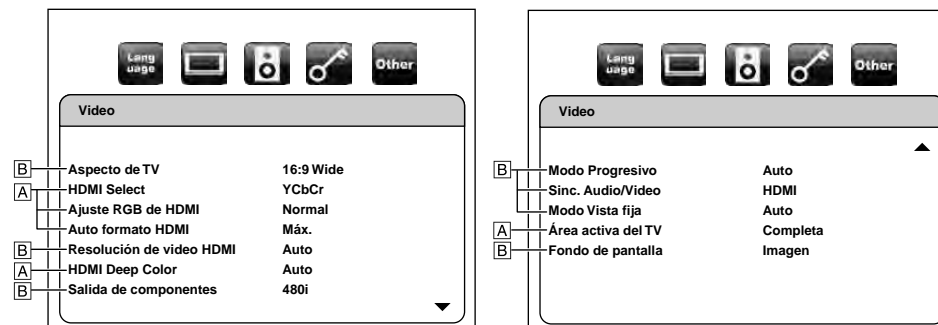 Lang
uage
Other
Video
B Aspecto de TV 16:9 Wide
A HDMI Select YCbCr
Ajuste RGB de HDMI Normal
Auto formato HDMI Máx.
B Resolución de video HDMI Auto
A HDMI Deep Color Auto
B Salida de componentes 480i
Lang
uage
Other
Video
B Modo Progresivo Auto
Sinc. Audio/Video HDMI
Modo Vista fija Auto
A Área activa del TV Completa
B Fondo de pantalla Imagen